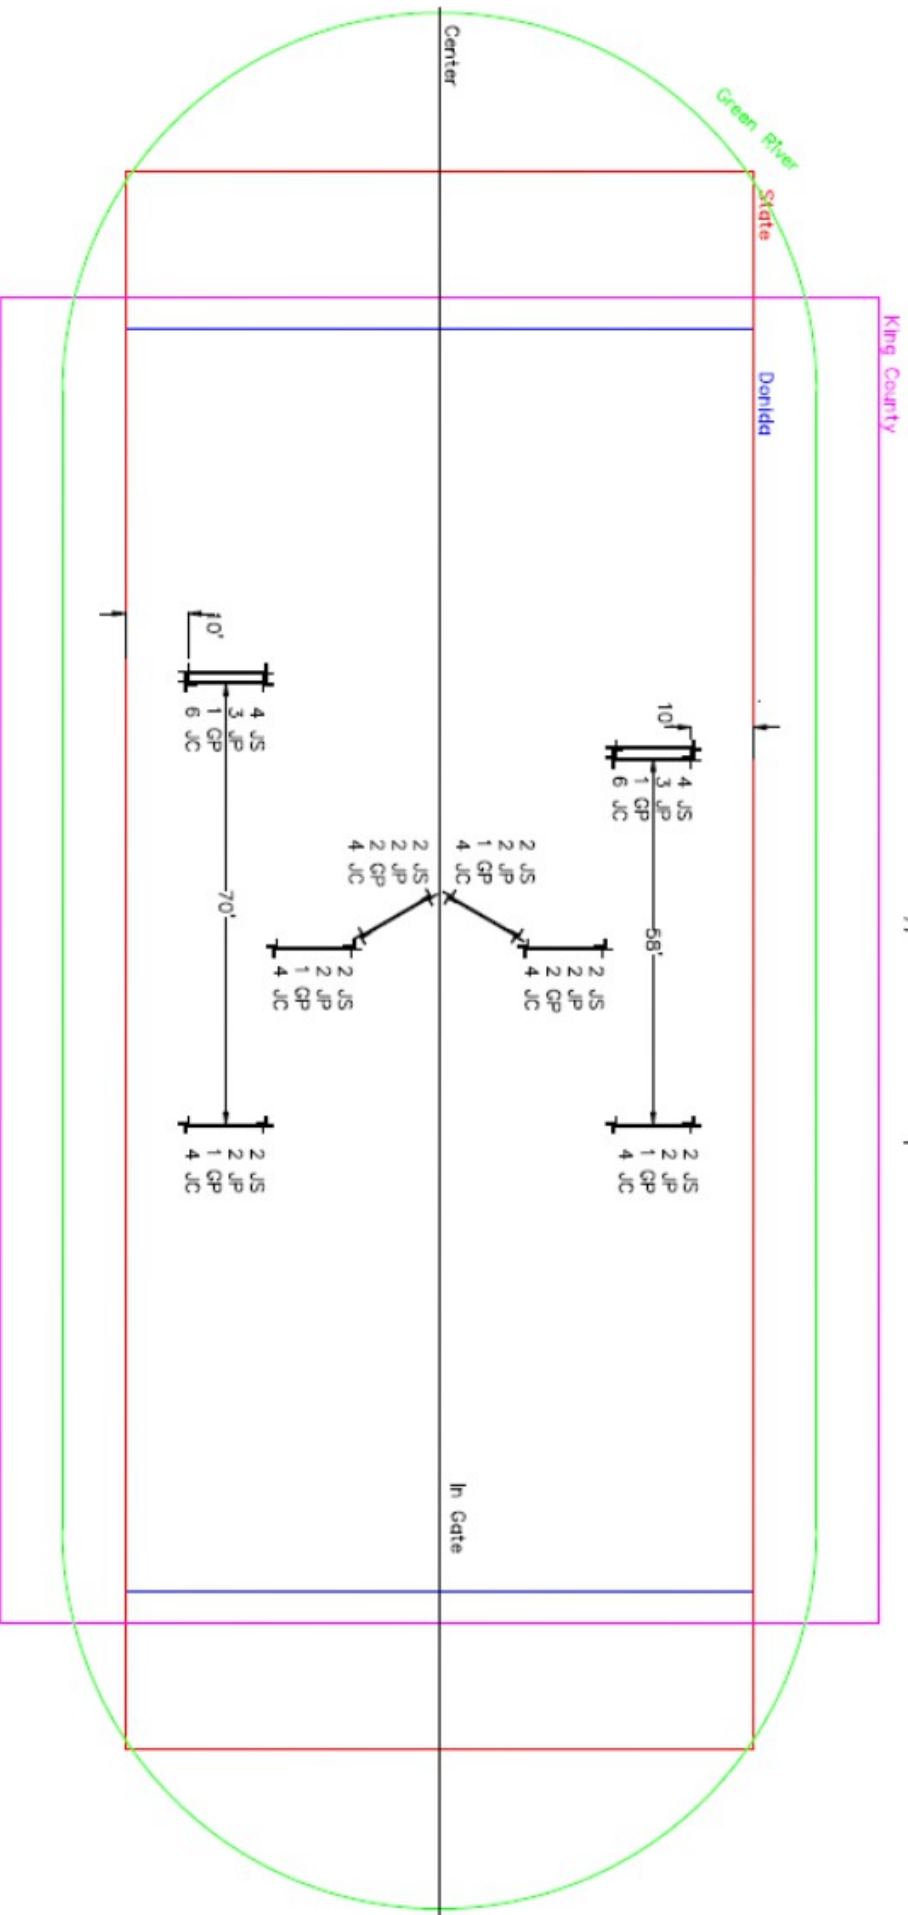 Center
Green River
State
King County
Donida
10'
4 JS
3 JP
1 GP
6 JC
10'
4 JS
3 JP
1 GP
6 JC
2 JS
2 JP
2 GP
4 JC
2 JS
2 JP
1 GP
4 JC
70'
58'
2 JS
2 JP
1 GP
4 JC
2 JS
2 JP
2 GP
4 JC
2 JS
2 JP
1 GP
4 JC
2 JS
2 JP
1 GP
4 JC
In Gate